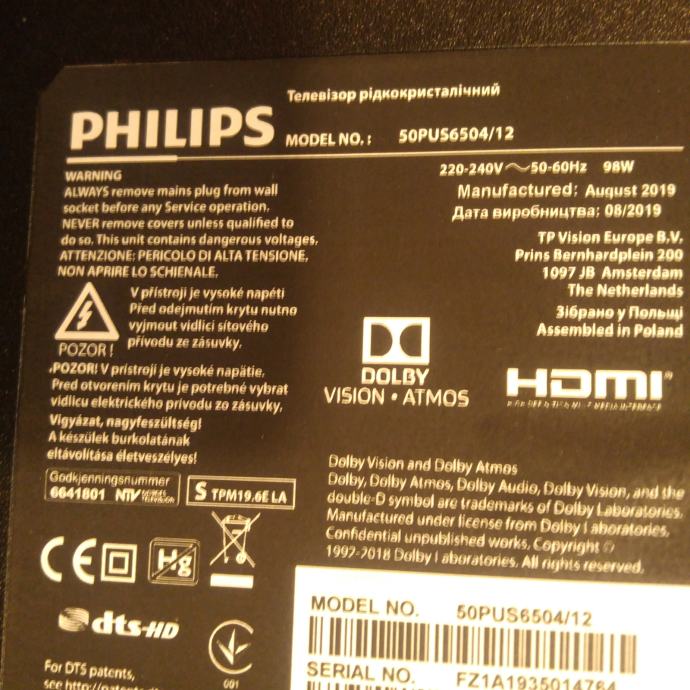 Телевізор рідкокристалічний
PHILIPS
MODEL NO.: 50PUS6504/12
220-240V~50-60Hz 98W
Manufactured: August 2019
Дата виробництва: 08/2019
TP Vision Europe B.V.
Prins Bernhardplein 200
1097 JB Amsterdam
The Netherlands
Зібрано у Польщі
Assembled in Poland
WARNING
ALWAYS remove mains plug from wall
socket before any Service operation.
NEVER remove covers unless qualified to
do so. This unit contains dangerous voltages.
ATTENZIONE: PERICOLO DI ALTA TENSIONE,
NON APRIRE LO SCHIENALE.
V přístroji je vysoké napětí
Před odejmutím krytu nutno
vyjmout vidlici síťového
přívodu ze zásuvky.
POZOR!
POZOR! V prístroji je vysoké napätie.
Pred otvorením krytu je potrebné vybrat
vidlicu elektrického prívodu zo zásuvky,
Vigyázat, nagyfeszültség!
A készülek burkolatának
eltávolítása életveszélyes!
Godkjenningsnummer
6641801 NTV
S TPM19.6E LA
DOLBY
VISION • ATMOS
HDMI
Dolby Vision and Dolby Atmos
Dolby, Dolby Atmos, Dolby Audio, Dolby Vision, and the
double-D symbol are trademarks of Dolby Laboratories.
Manufactured under license from Dolby Laboratories.
Confidential unpublished works. Copyright ©
1992-2018 Dolby Laboratories. All rights reserved.
CE
Hg
dts-HD
001
For DTS patents,
see
MODEL NO. 50PUS6504/12
SERIAL NO. FZ1A1935014764